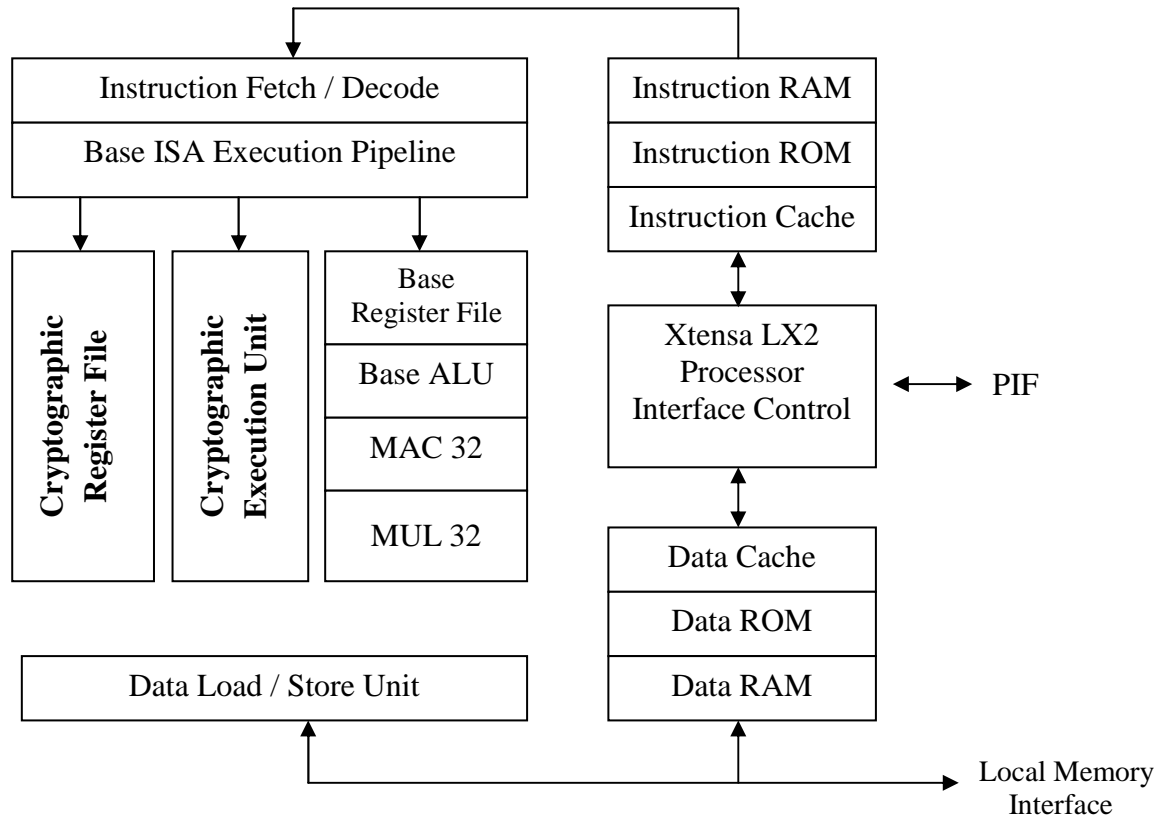 Instruction Fetch / Decode
Base ISA Execution Pipeline
Cryptographic
Register File
Cryptographic
Execution Unit
Base
Register File
Base ALU
MAC 32
MUL 32
Data Load / Store Unit
Instruction RAM
Instruction ROM
Instruction Cache
Xtensa LX2
Processor
Interface Control
PIF
Data Cache
Data ROM
Data RAM
Local Memory
Interface